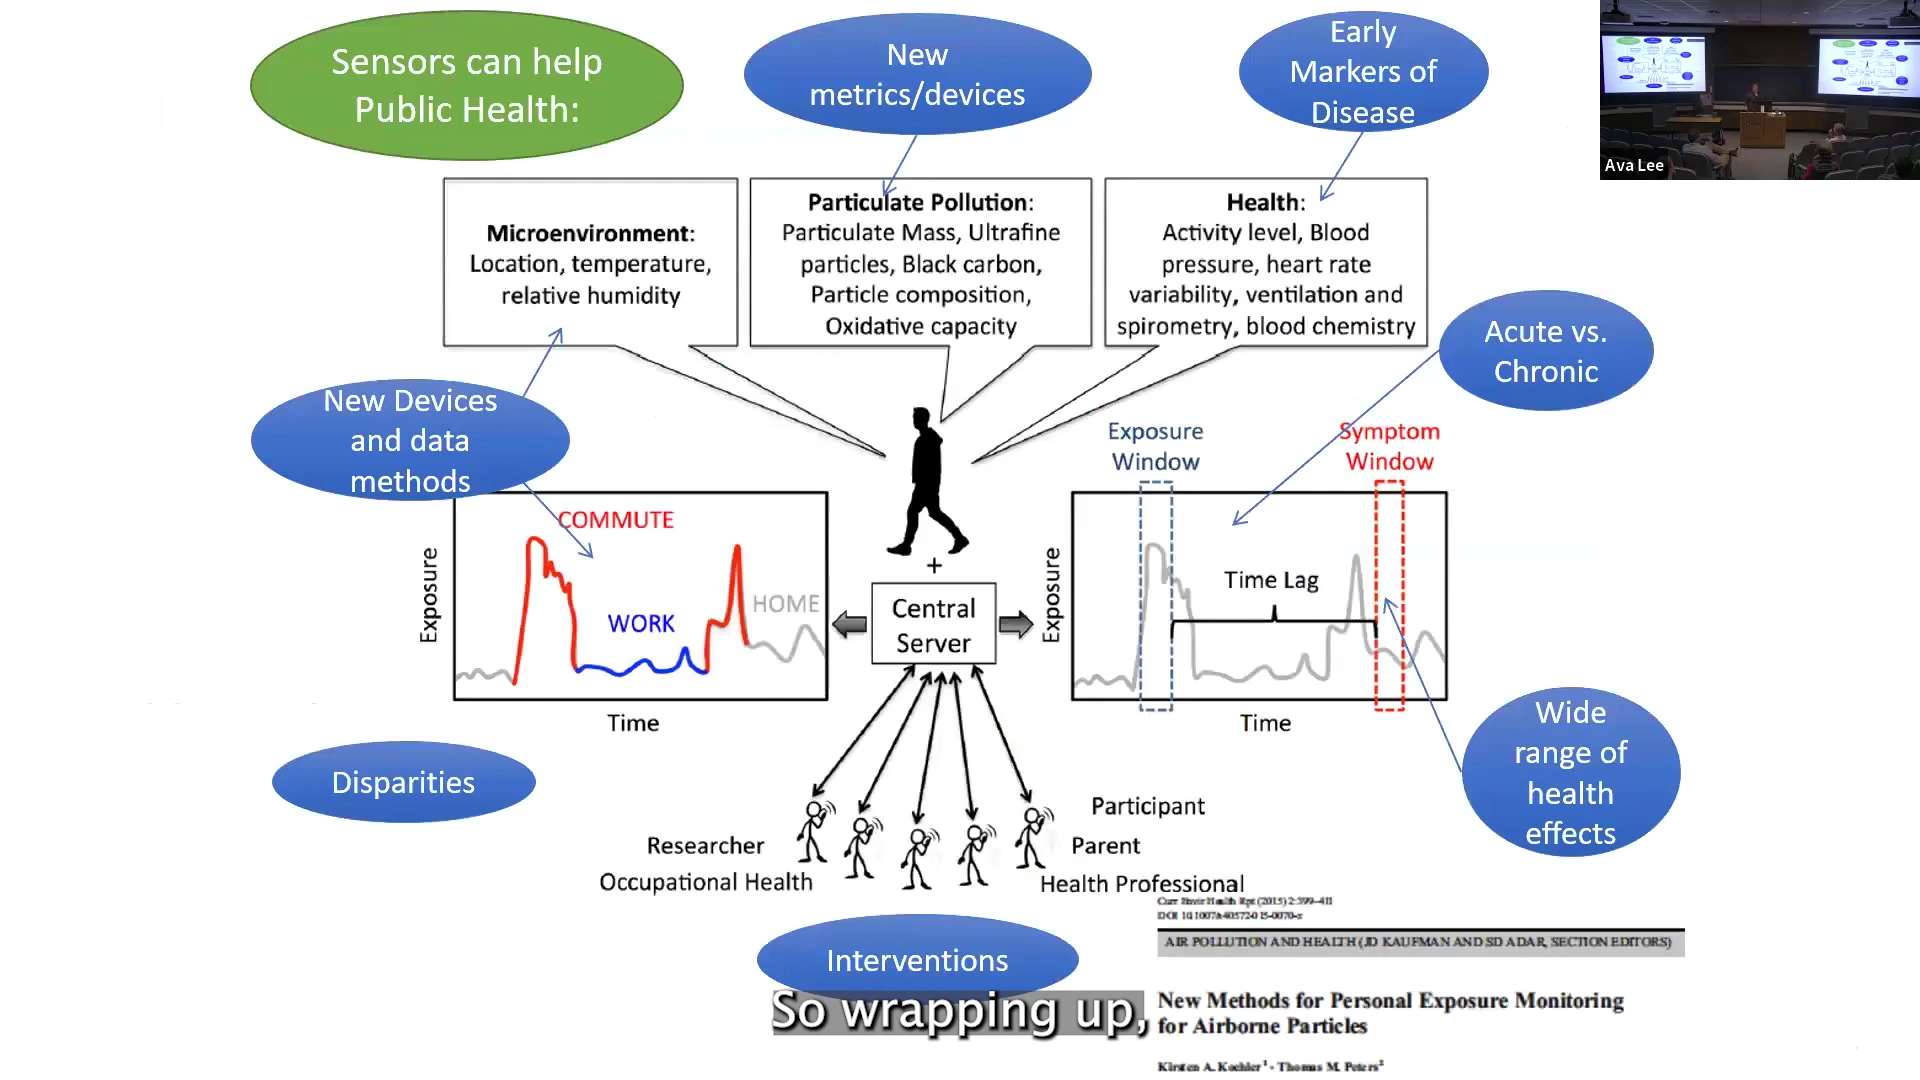 Sensors can help
Public Health:
New
metrics/devices
Early
Markers of
Disease
Ava Lee
Microenvironment:
Location, temperature,
relative humidity
Particulate Pollution:
Particulate Mass, Ultrafine
particles, Black carbon,
Particle composition,
Oxidative capacity
Health:
Activity level, Blood
pressure, heart rate
variability, ventilation and
spirometry, blood chemistry
New Devices
and data
methods
Acute vs.
Chronic
Exposure
Window
Symptom
Window
COMMUTE
WORK
HOME
Exposure
Time
+
Central
Server
Exposure
Time Lag
Time
Disparities
Wide
range of
health
effects
Researcher
Occupational Health
Participant
Parent
Health Professional
Curr Envir Health Rpt (2015) 2:399–411
DOI 10.1007/s40572-015-0070-z
AIR POLLUTION AND HEALTH (JD KAUFMAN AND SD ADAR, SECTION EDITORS)
Interventions
So wrapping up,
New Methods for Personal Exposure Monitoring
for Airborne Particles
Kirsten A. Koehler¹ · Thomas M. Peters²